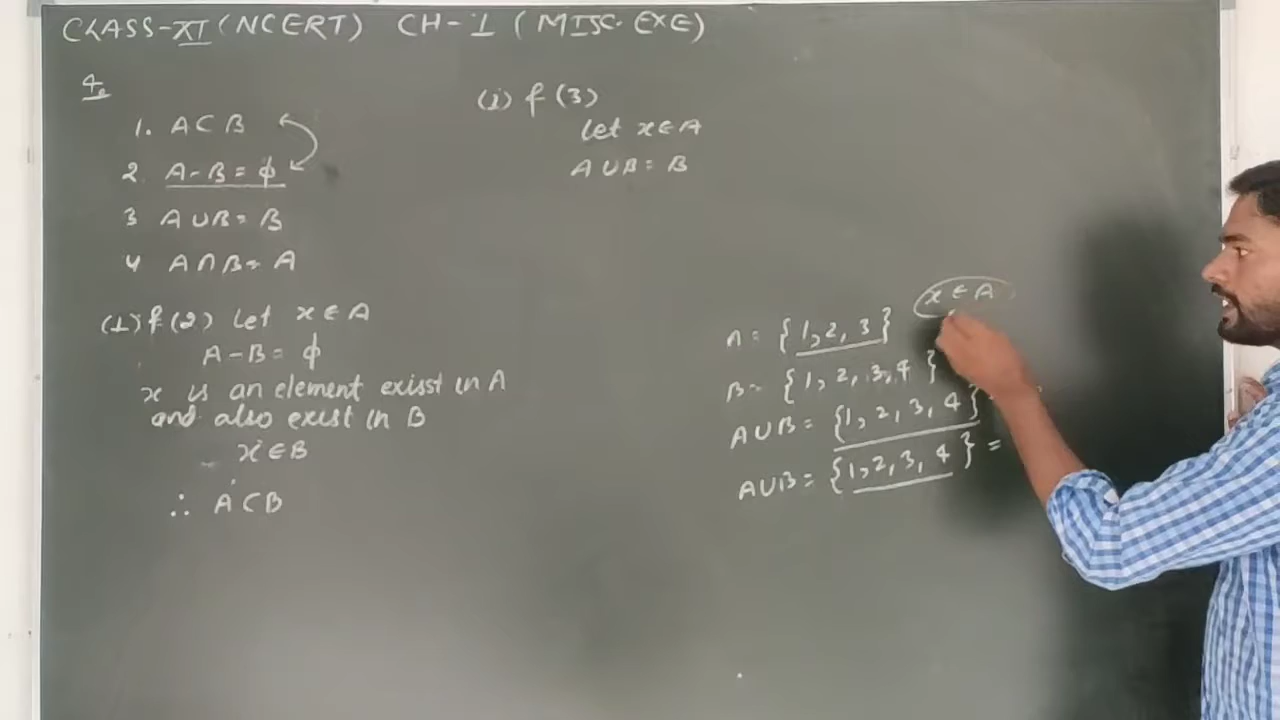 CLASS-XI (NCERT) CH-1 (MISC. EXE)
4.
1. A⊂B
2. A-B=ϕ
3 A∪B=B
4 A∩B=A
(1) f (2) Let x∈A
A-B=ϕ
x is an element exisst in A
and also exist in B
x∈B
∴ A⊂B
(1) f (3)
Let x∈A
A∪B=B
x∈A
A={1,2,3}
B={1,2,3,4}
A∪B={1,2,3,4}
A∪B={1,2,3,4}=